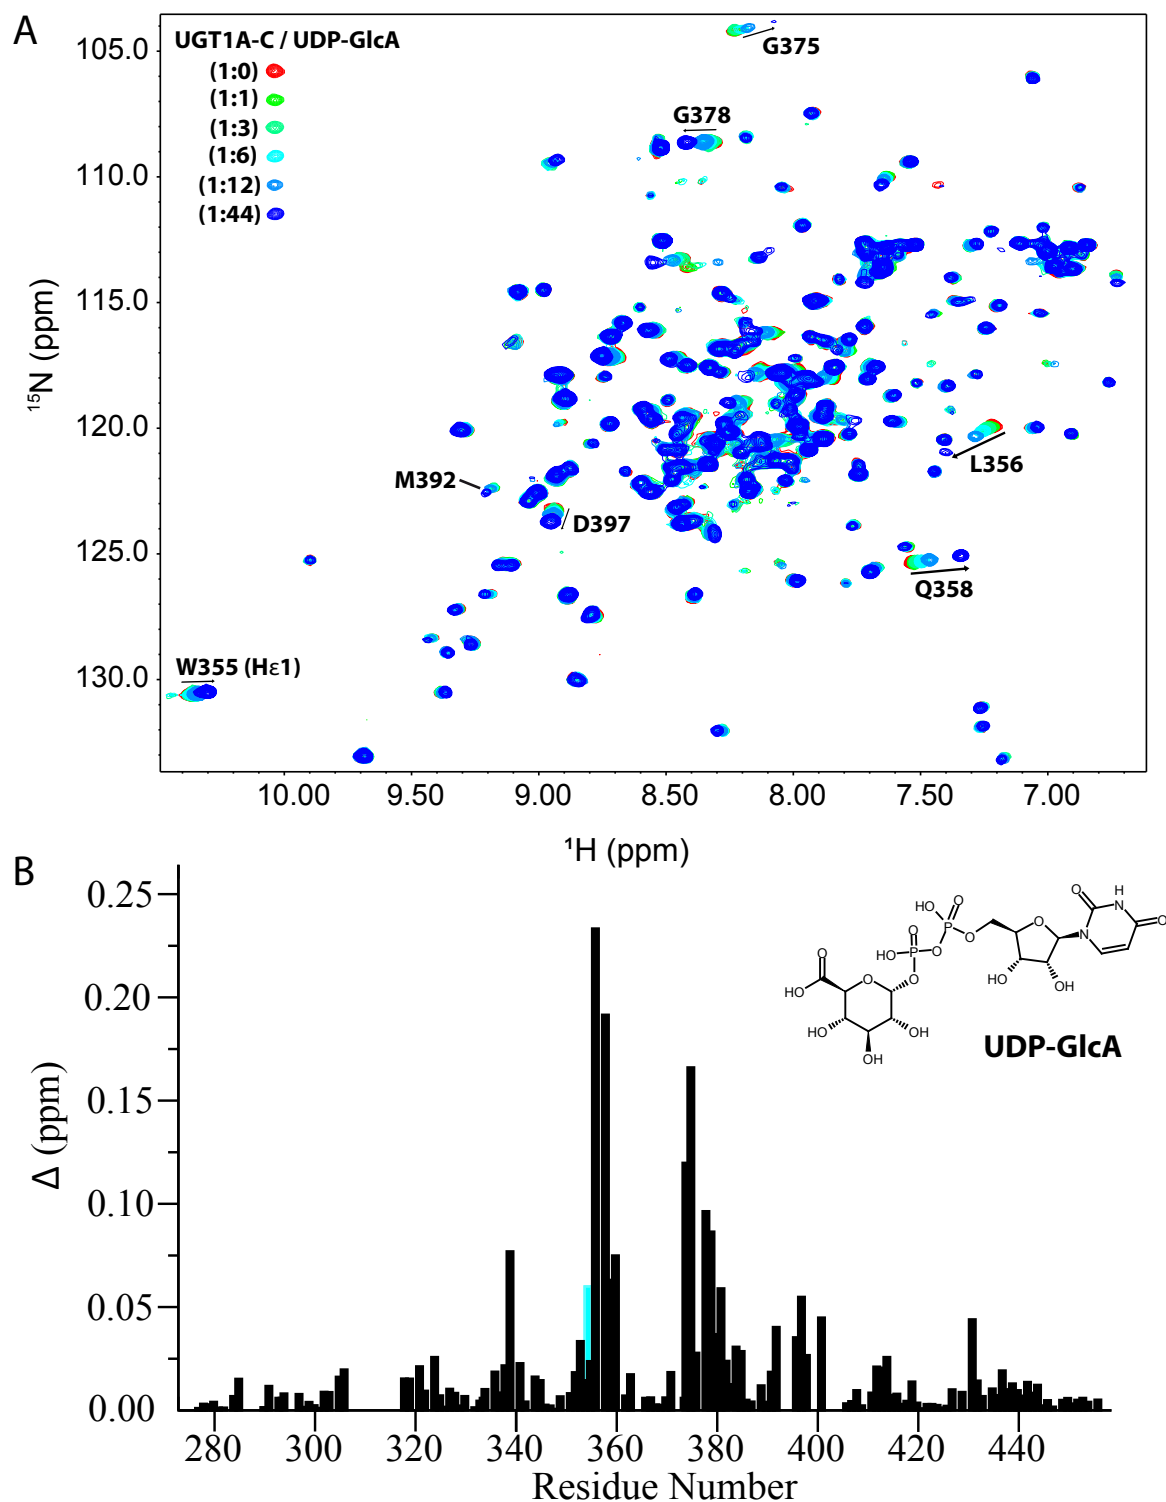 A
UGT1A-C / UDP-GlcA
(1:0)
(1:1)
(1:3)
(1:6)
(1:12)
(1:44)
G375
G378
L356
M392
D397
Q358
W355 (Hε1)
105.0
110.0
115.0
120.0
125.0
130.0
¹⁵N (ppm)
10.00 9.50 9.00 8.50 8.00 7.50 7.00
¹H (ppm)
B
0.25
0.20
0.15
0.10
0.05
0.00
Δ (ppm)
280 300 320 340 360 380 400 420 440
Residue Number
O
H
N
O
N
HO
O
P
O
O
P
HO
O
O
O
HO
OH
O
HO
O
HO
OH
OH
UDP-GlcA